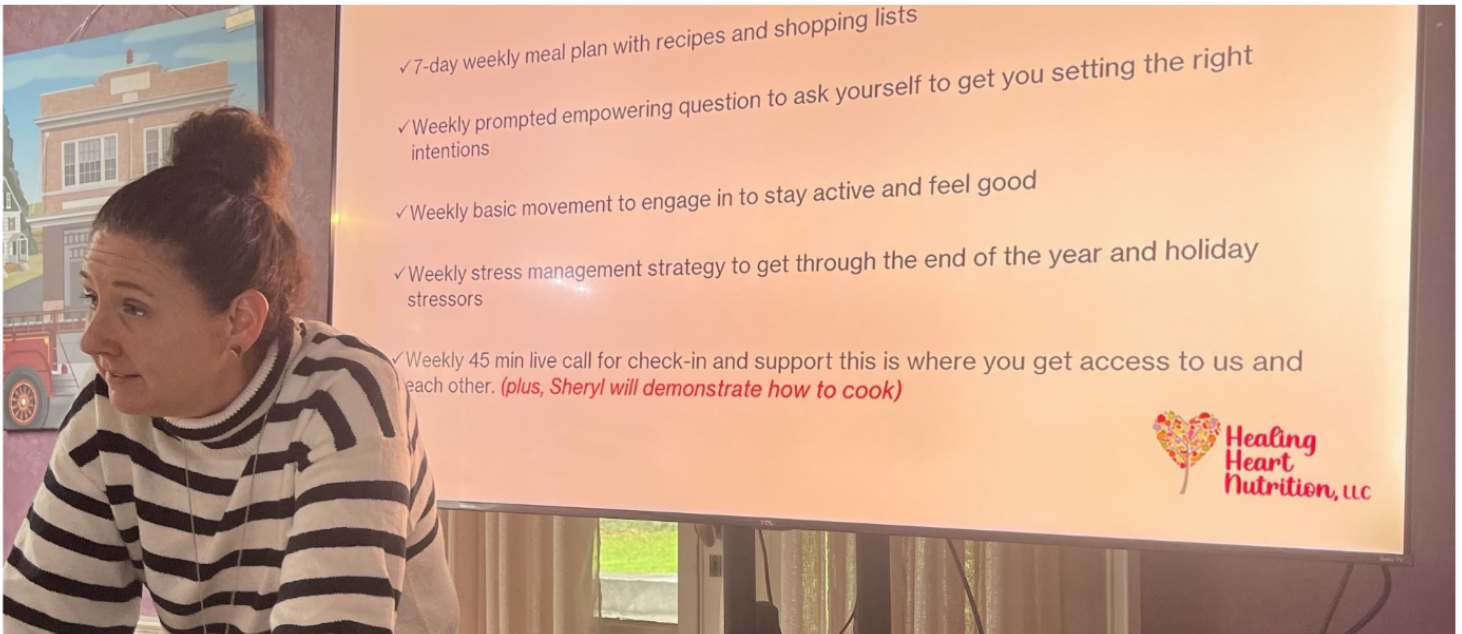 ✓7-day weekly meal plan with recipes and shopping lists
✓Weekly prompted empowering question to ask yourself to get you setting the right
intentions
✓Weekly basic movement to engage in to stay active and feel good
✓Weekly stress management strategy to get through the end of the year and holiday
stressors
✓Weekly 45 min live call for check-in and support this is where you get access to us and
each other. (plus, Sheryl will demonstrate how to cook)
Healing
Heart
Nutrition, LLC
TCL